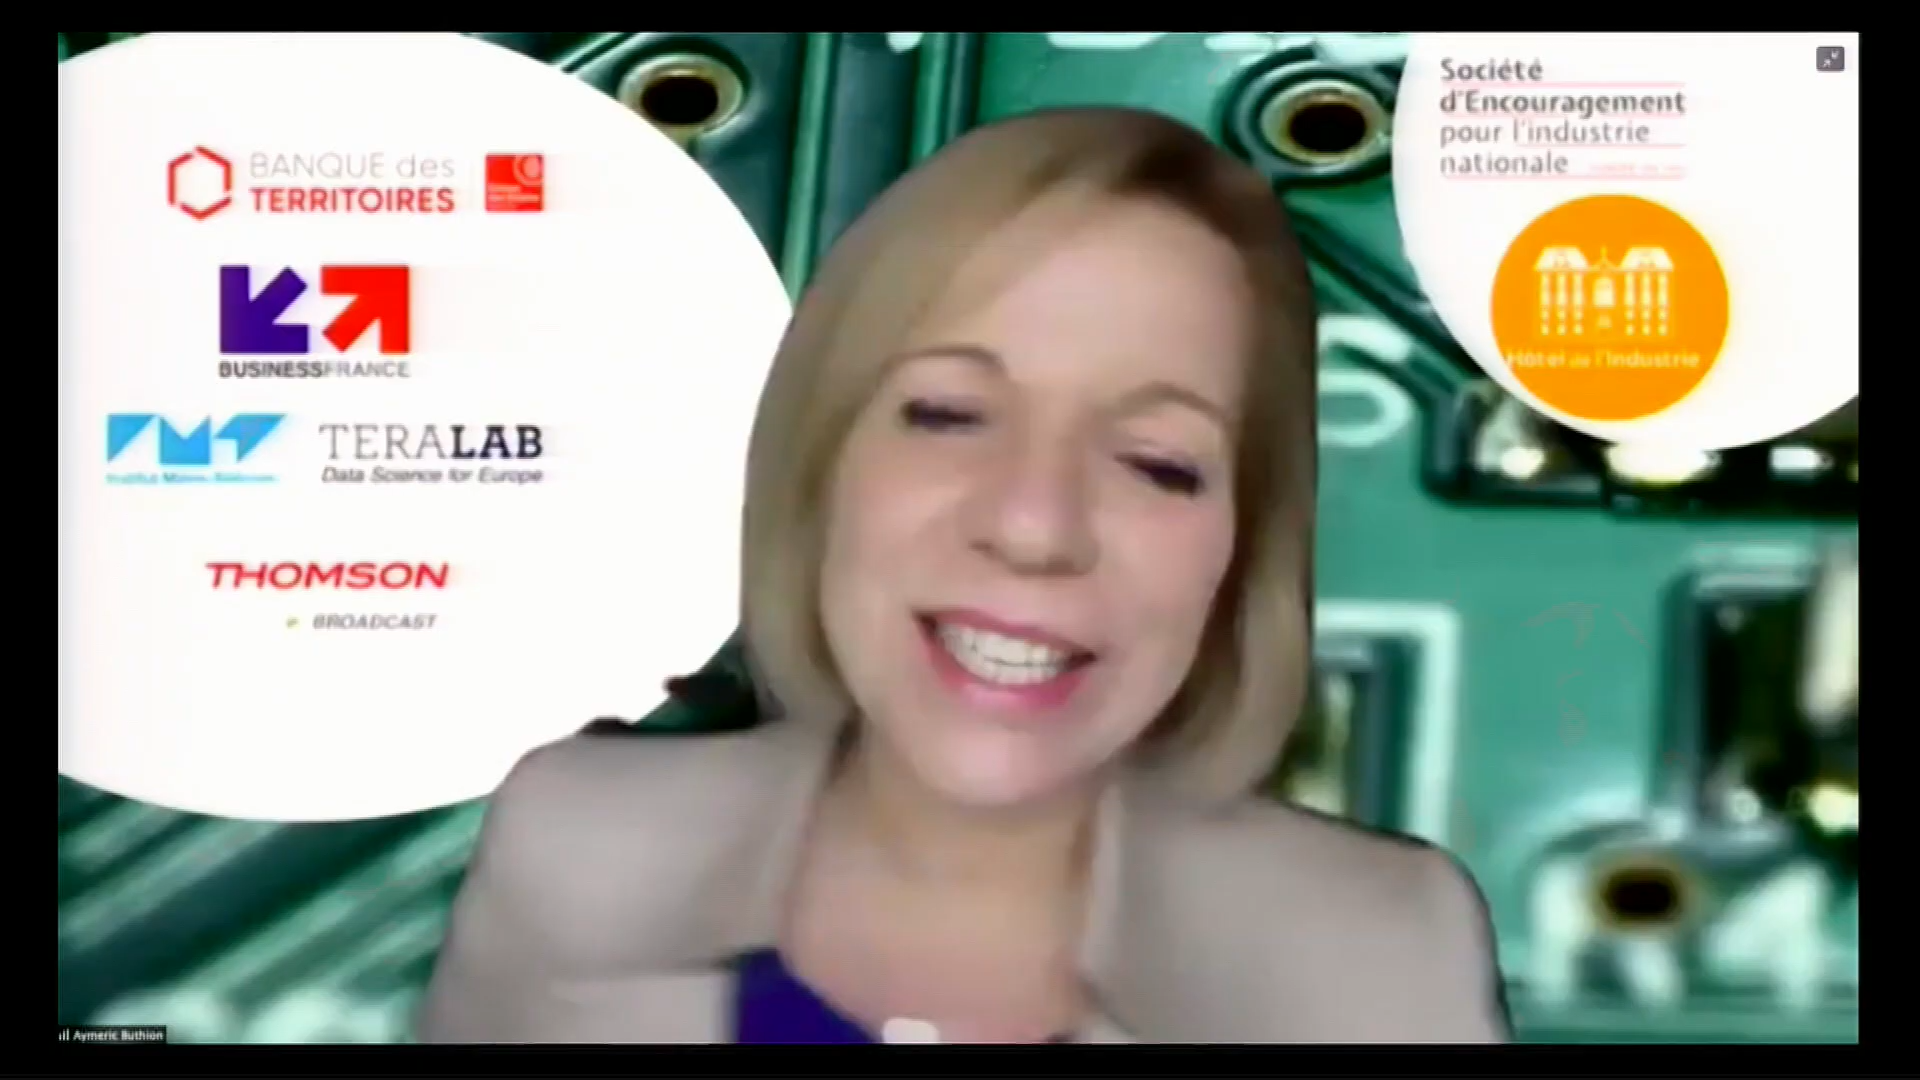 BANQUE des
TERRITOIRES
BUSINESSFRANCE
TERALAB
Data Science for Europe
THOMSON
BROADCAST
Société
d'Encouragement
pour l'industrie
nationale
Hôtel de l'Industrie
Aymeric Buthion